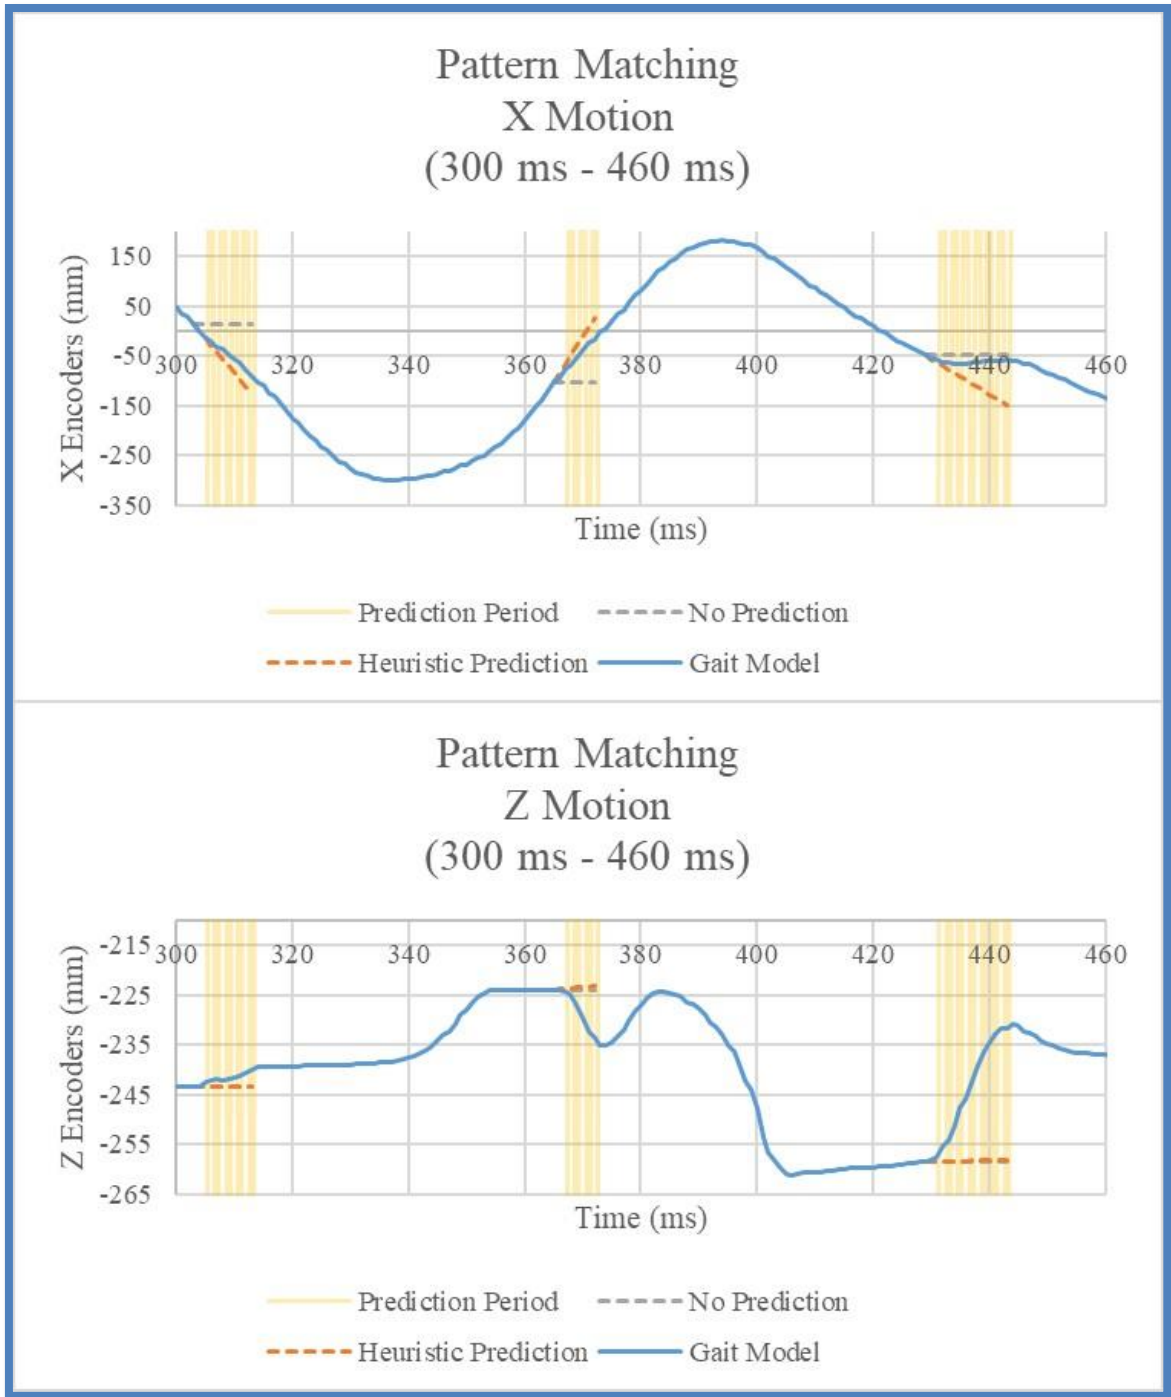 Pattern Matching
X Motion
(300 ms - 460 ms)
150
50
-50
-150
-250
-350
300 320 340 360 380 400 420 440 460
X Encoders (mm)
Time (ms)
Prediction Period No Prediction
Heuristic Prediction Gait Model
Pattern Matching
Z Motion
(300 ms - 460 ms)
-215
-225
-235
-245
-255
-265
300 320 340 360 380 400 420 440 460
Z Encoders (mm)
Time (ms)
Prediction Period No Prediction
Heuristic Prediction Gait Model